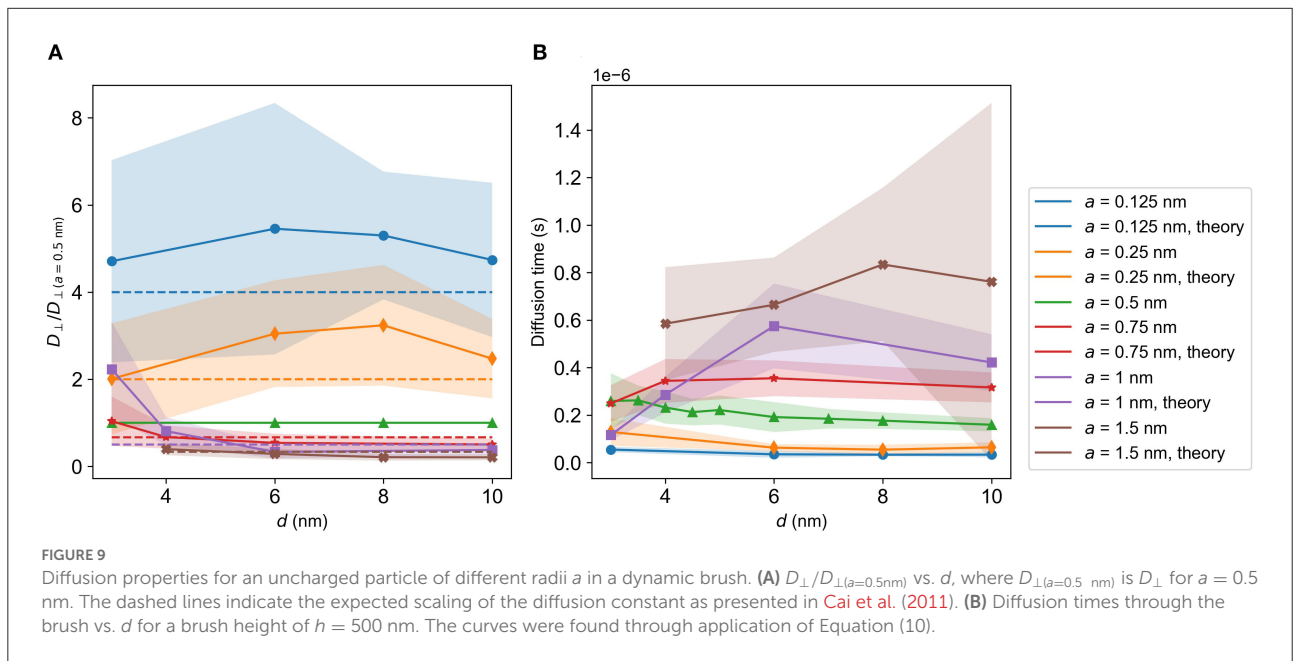 A
B
1e−6
8
6
4
2
0
D⊥/D⊥(a = 0.5 nm)
4
6
8
10
d (nm)
1.4
1.2
1.0
0.8
0.6
0.4
0.2
0.0
Diffusion time (s)
4
6
8
10
d (nm)
a = 0.125 nm
a = 0.125 nm, theory
a = 0.25 nm
a = 0.25 nm, theory
a = 0.5 nm
a = 0.75 nm
a = 0.75 nm, theory
a = 1 nm
a = 1 nm, theory
a = 1.5 nm
a = 1.5 nm, theory
FIGURE 9
Diffusion properties for an uncharged particle of different radii a in a dynamic brush. (A) D⊥/D⊥(a=0.5nm) vs. d, where D⊥(a=0.5 nm) is D⊥ for a = 0.5
nm. The dashed lines indicate the expected scaling of the diffusion constant as presented in Cai et al. (2011). (B) Diffusion times through the
brush vs. d for a brush height of h = 500 nm. The curves were found through application of Equation (10).